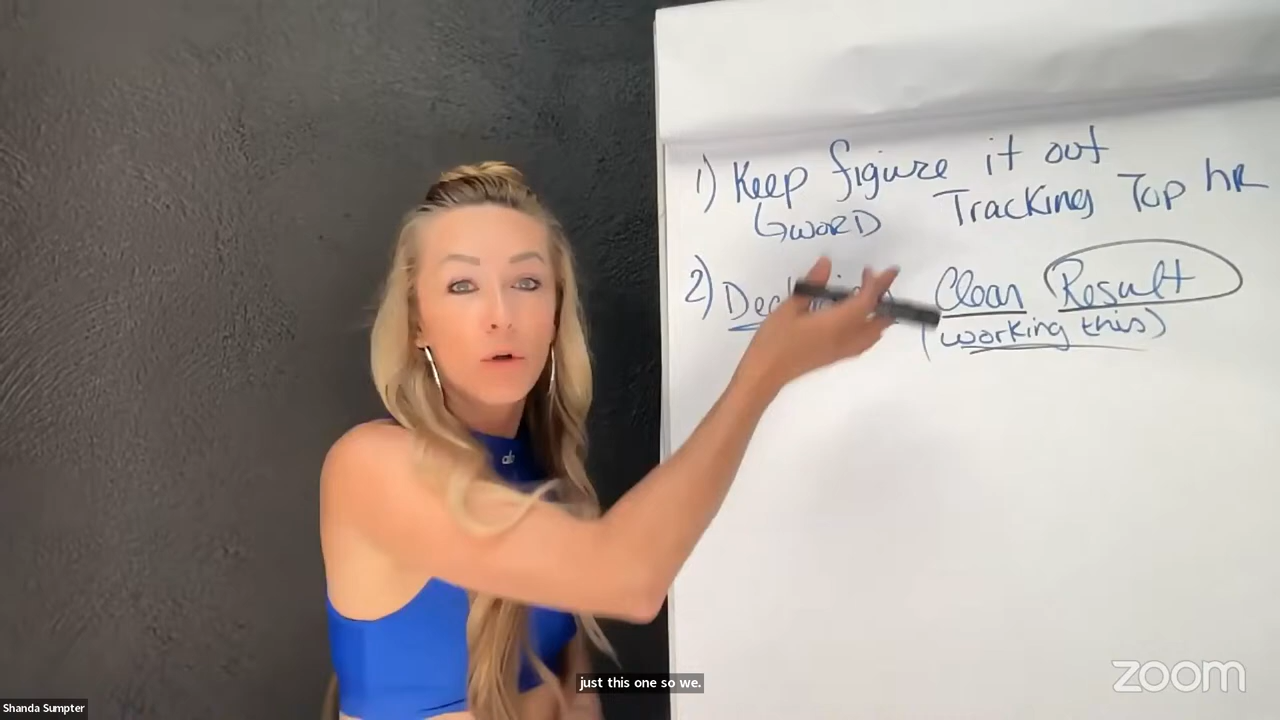 1) Keep figure it out
Tracking Top hR
↳ WORD
2) Clear Result
(working this)
just this one so we.
Shanda Sumpter
zoom